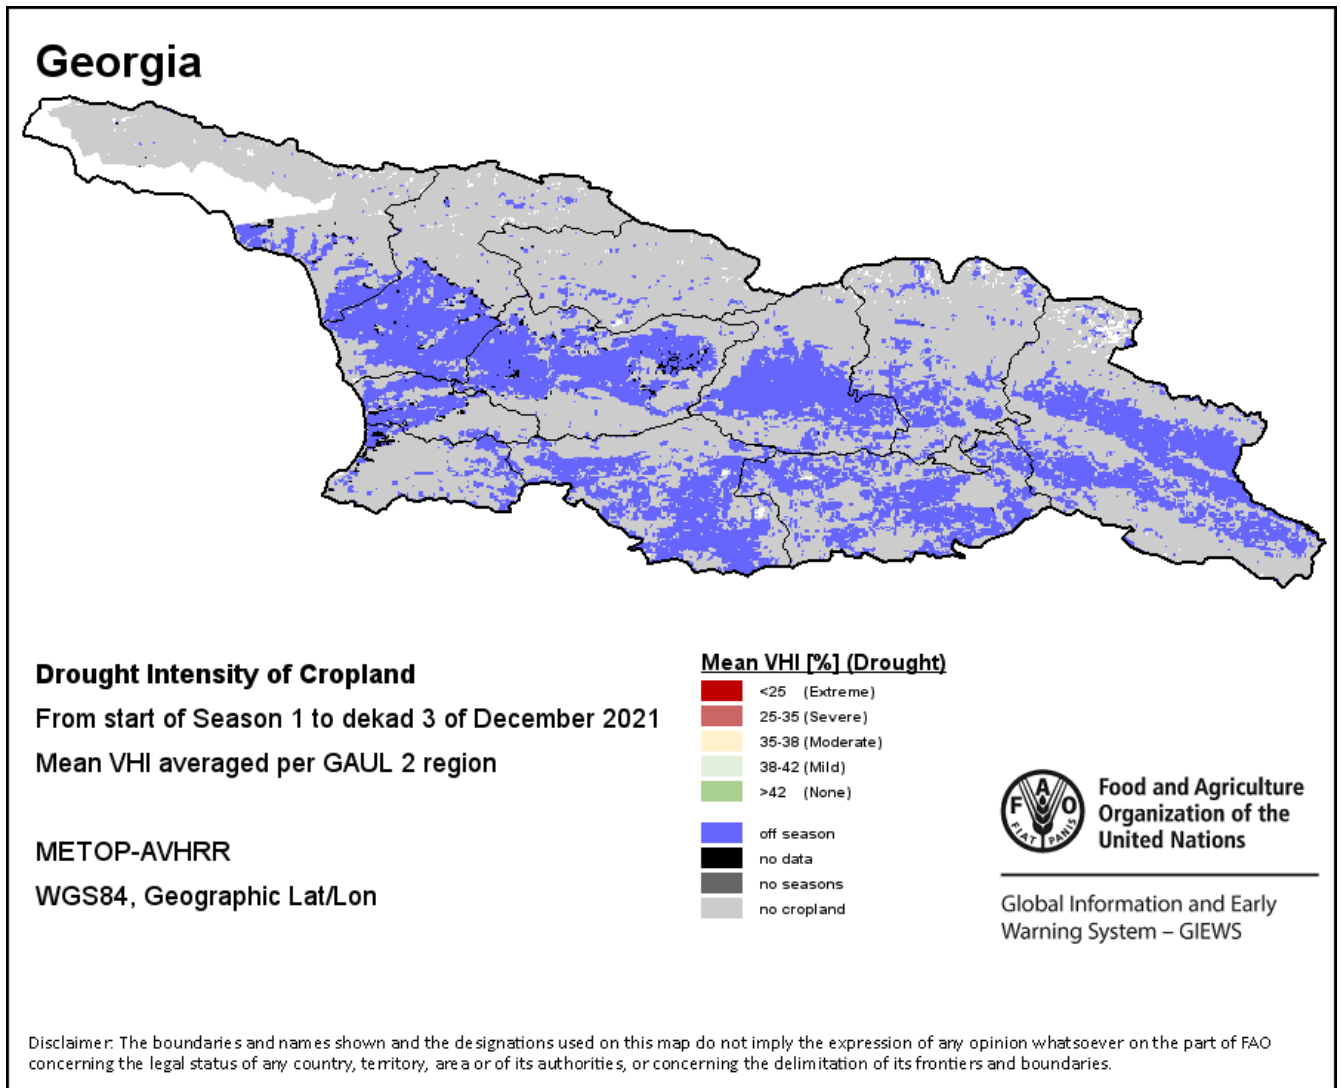 Georgia
Drought Intensity of Cropland
From start of Season 1 to dekad 3 of December 2021
Mean VHI averaged per GAUL 2 region
METOP-AVHRR
WGS84, Geographic Lat/Lon
Mean VHI [%] (Drought)
<25 (Extreme)
25-35 (Severe)
35-38 (Moderate)
38-42 (Mild)
>42 (None)
off season
no data
no seasons
no cropland
F A O
FIAT PANIS
Food and Agriculture
Organization of the
United Nations
Global Information and Early
Warning System – GIEWS
Disclaimer: The boundaries and names shown and the designations used on this map do not imply the expression of any opinion whatsoever on the part of FAO
concerning the legal status of any country, territory, area or of its authorities, or concerning the delimitation of its frontiers and boundaries.